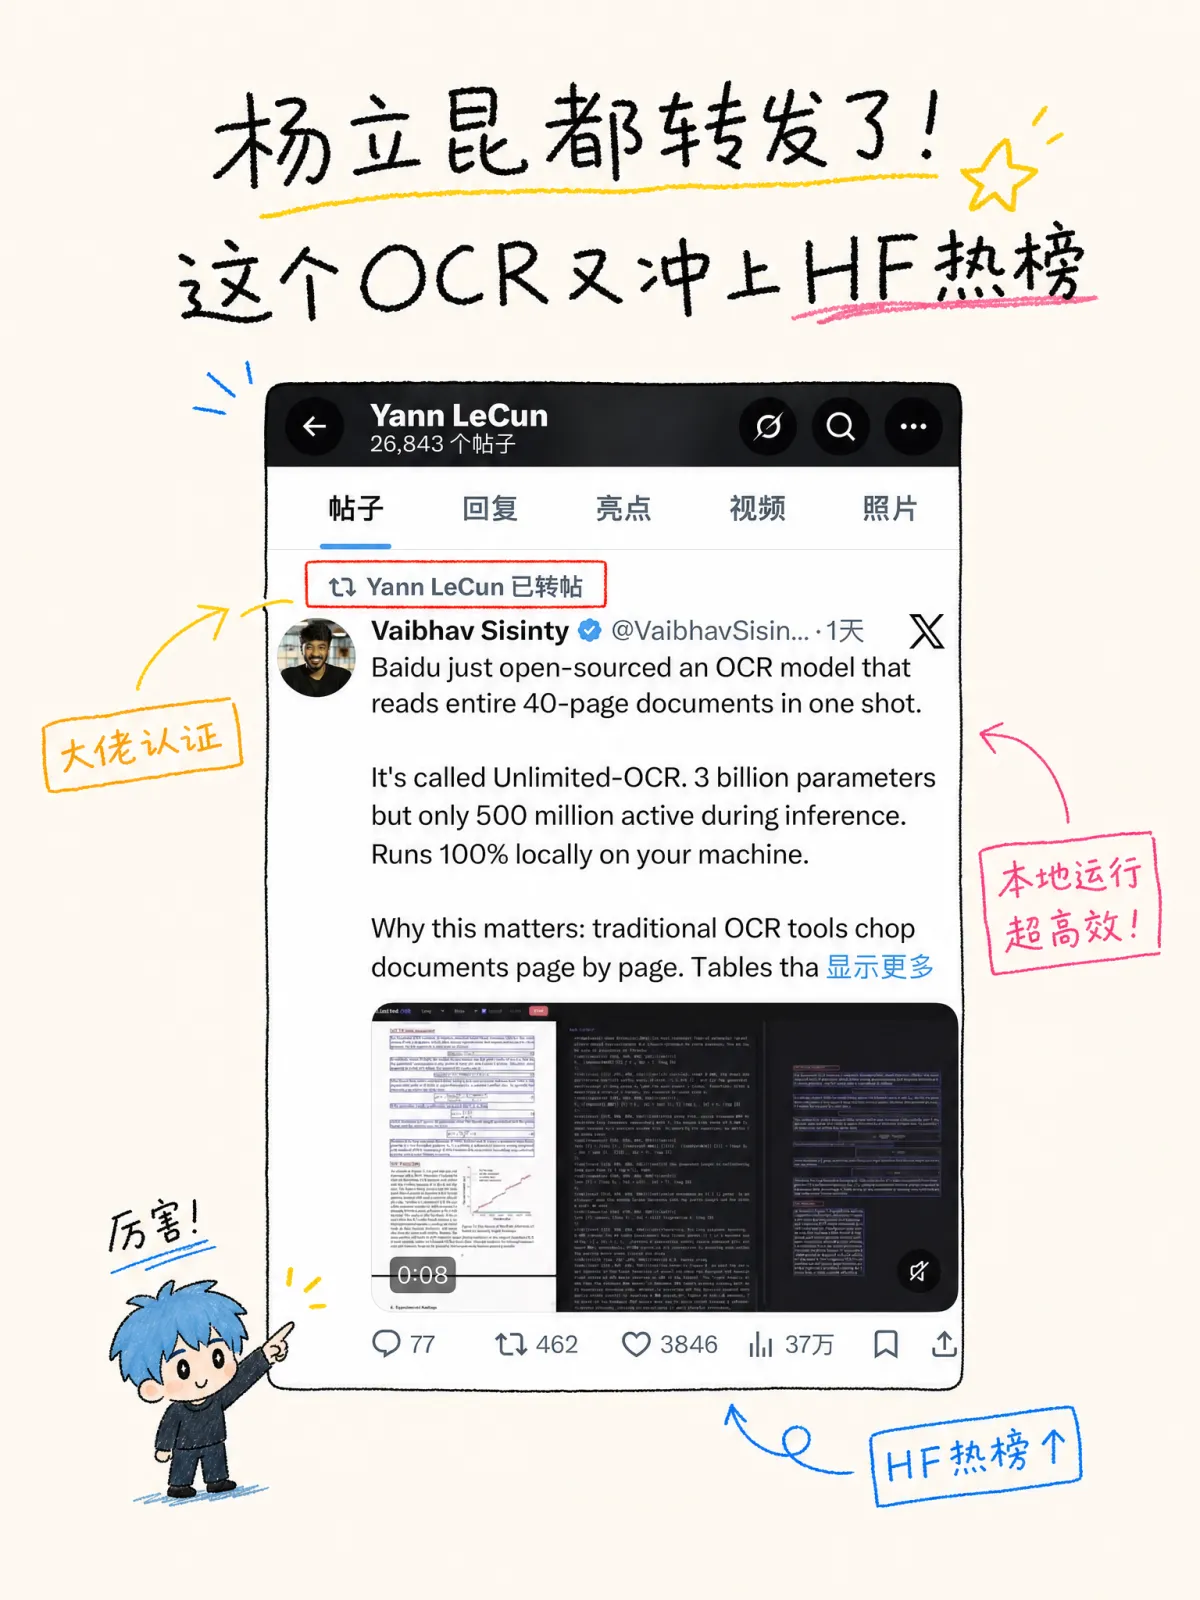 杨立昆都转发了!
这个OCR又冲上HF热榜
Yann LeCun
26,843 个帖子
帖子 回复 亮点 视频 照片
Yann LeCun 已转帖
Vaibhav Sisinty @VaibhavSisin... · 1天
Baidu just open-sourced an OCR model that
reads entire 40-page documents in one shot.
It's called Unlimited-OCR. 3 billion parameters
but only 500 million active during inference.
Runs 100% locally on your machine.
Why this matters: traditional OCR tools chop
documents page by page. Tables tha 显示更多
大佬认证
本地运行
超高效!
厉害!
0:08
77 462 3846 37万
HF热榜↑